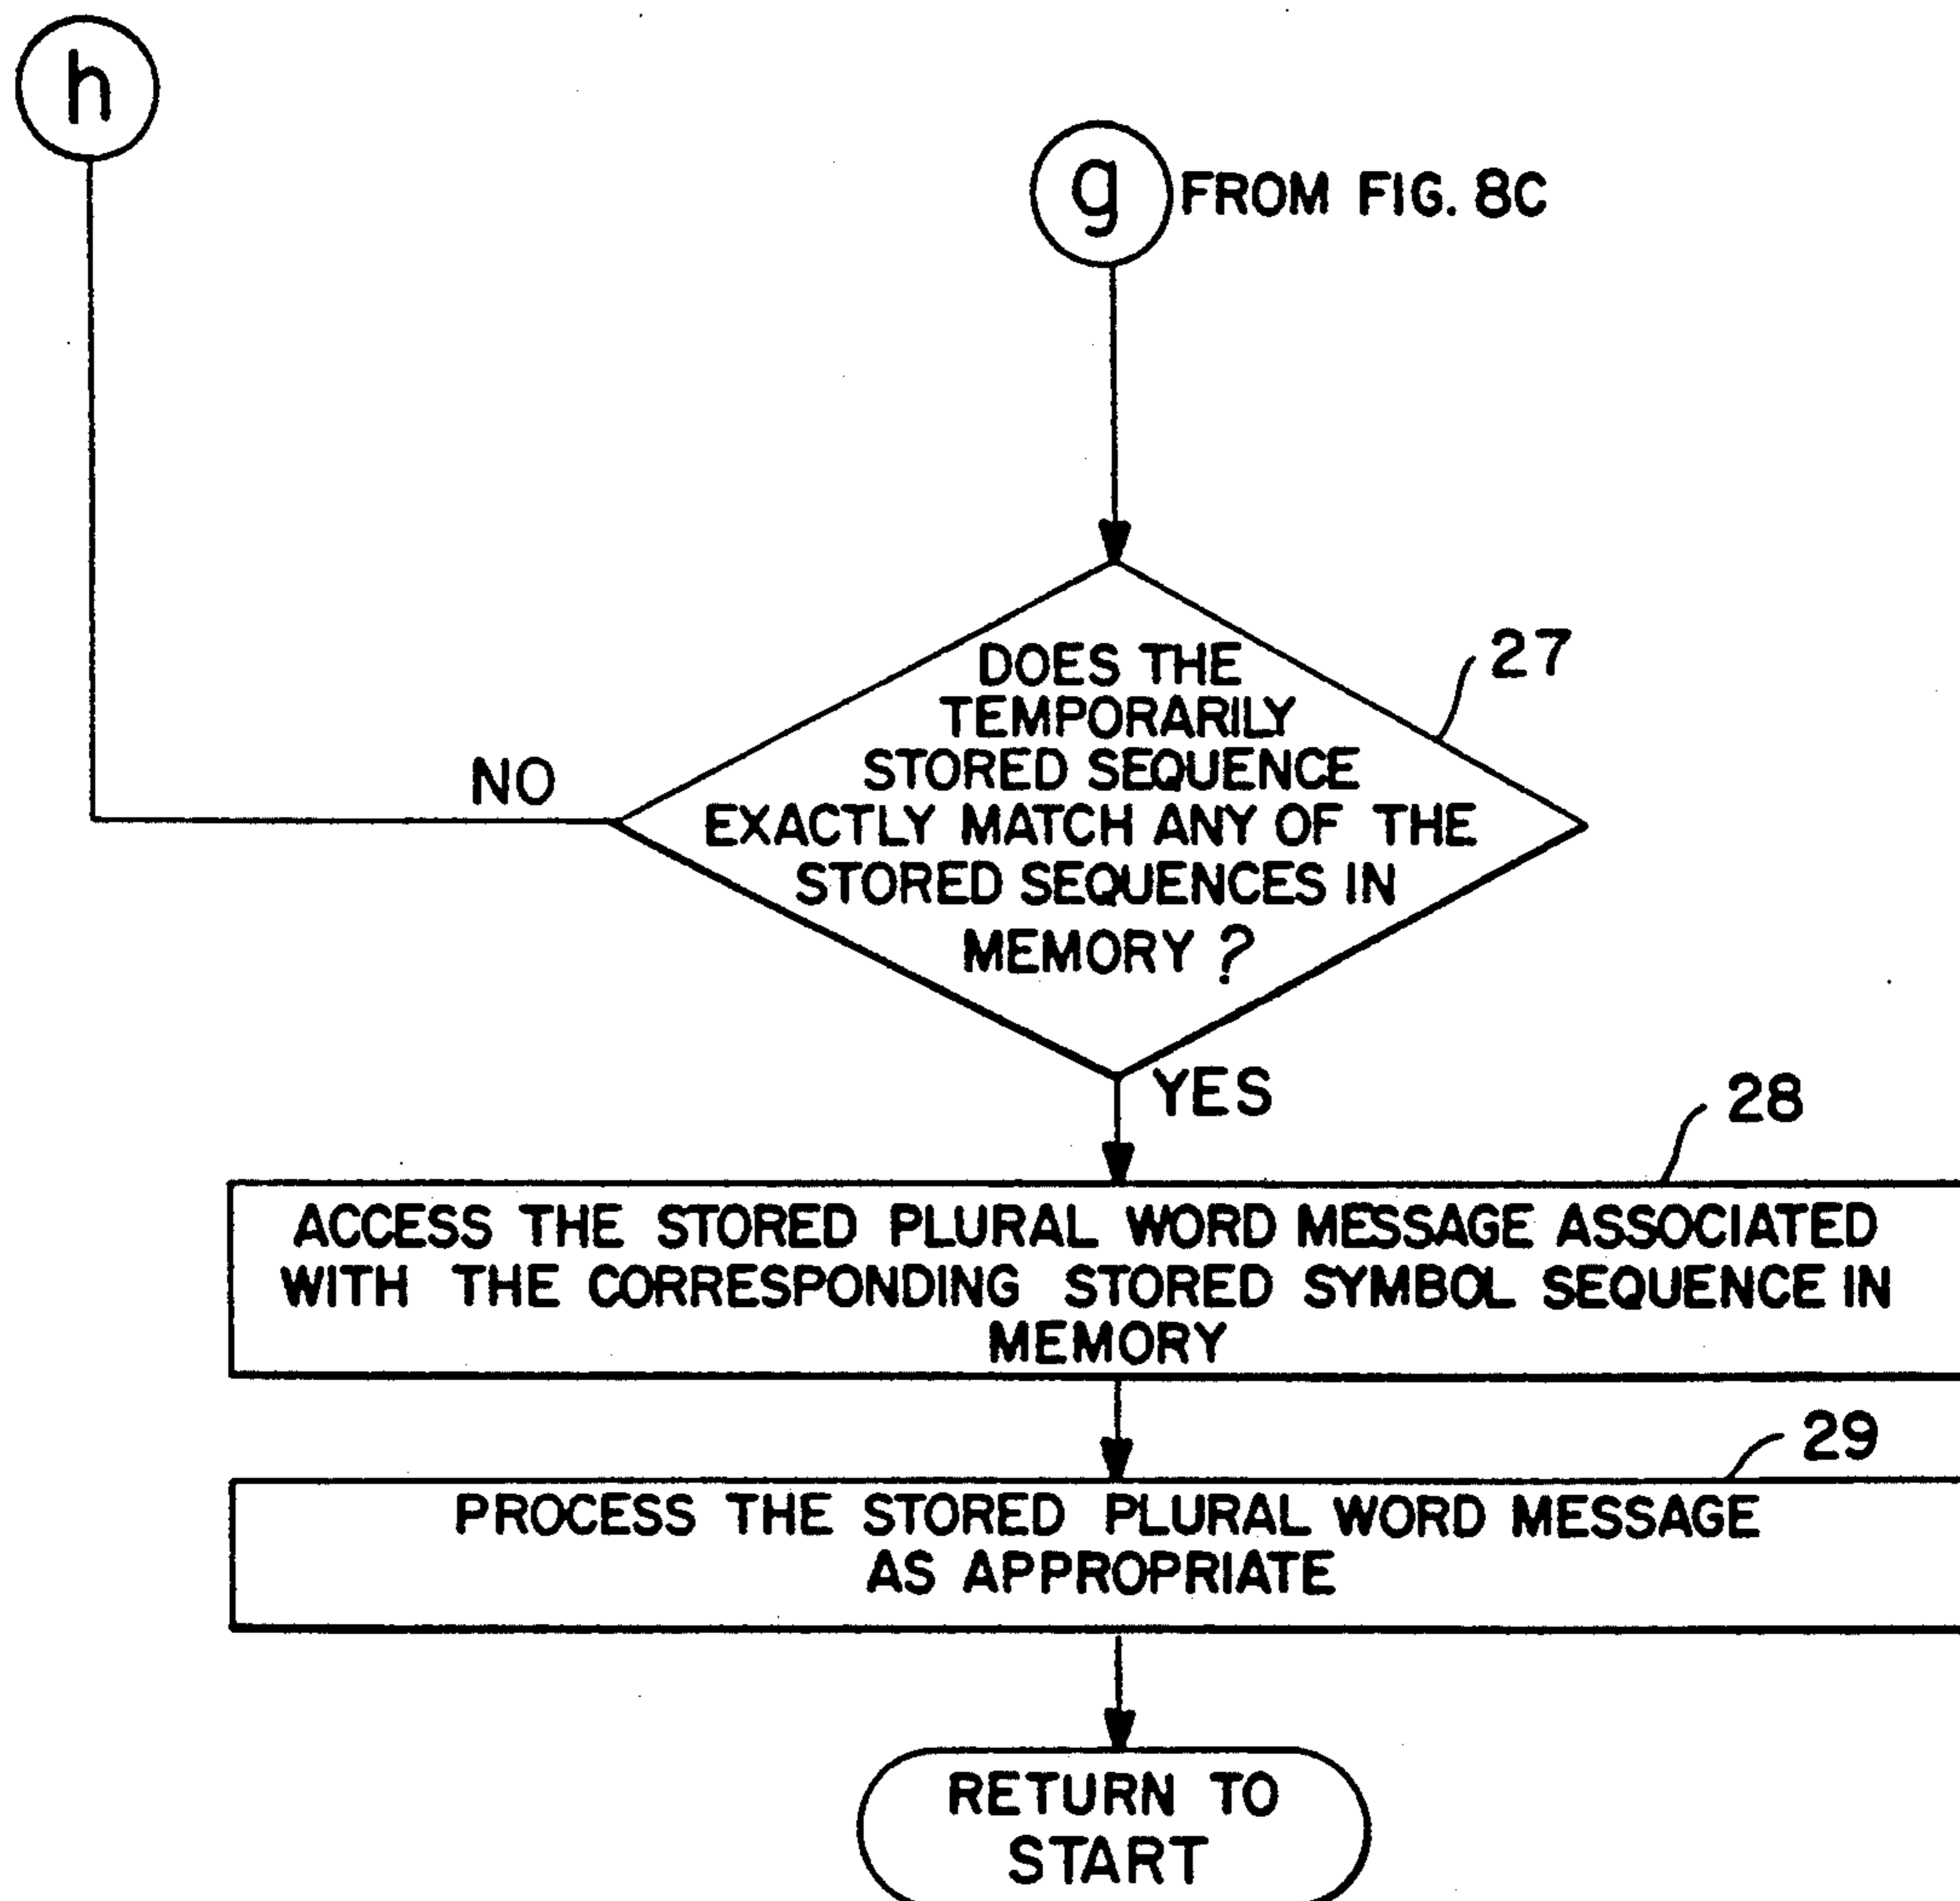 h
g FROM FIG. 8C
DOES THE
TEMPORARILY
STORED SEQUENCE
EXACTLY MATCH ANY OF THE
STORED SEQUENCES IN
MEMORY ?
27
NO
YES
28
ACCESS THE STORED PLURAL WORD MESSAGE ASSOCIATED
WITH THE CORRESPONDING STORED SYMBOL SEQUENCE IN
MEMORY
29
PROCESS THE STORED PLURAL WORD MESSAGE
AS APPROPRIATE
RETURN TO
START